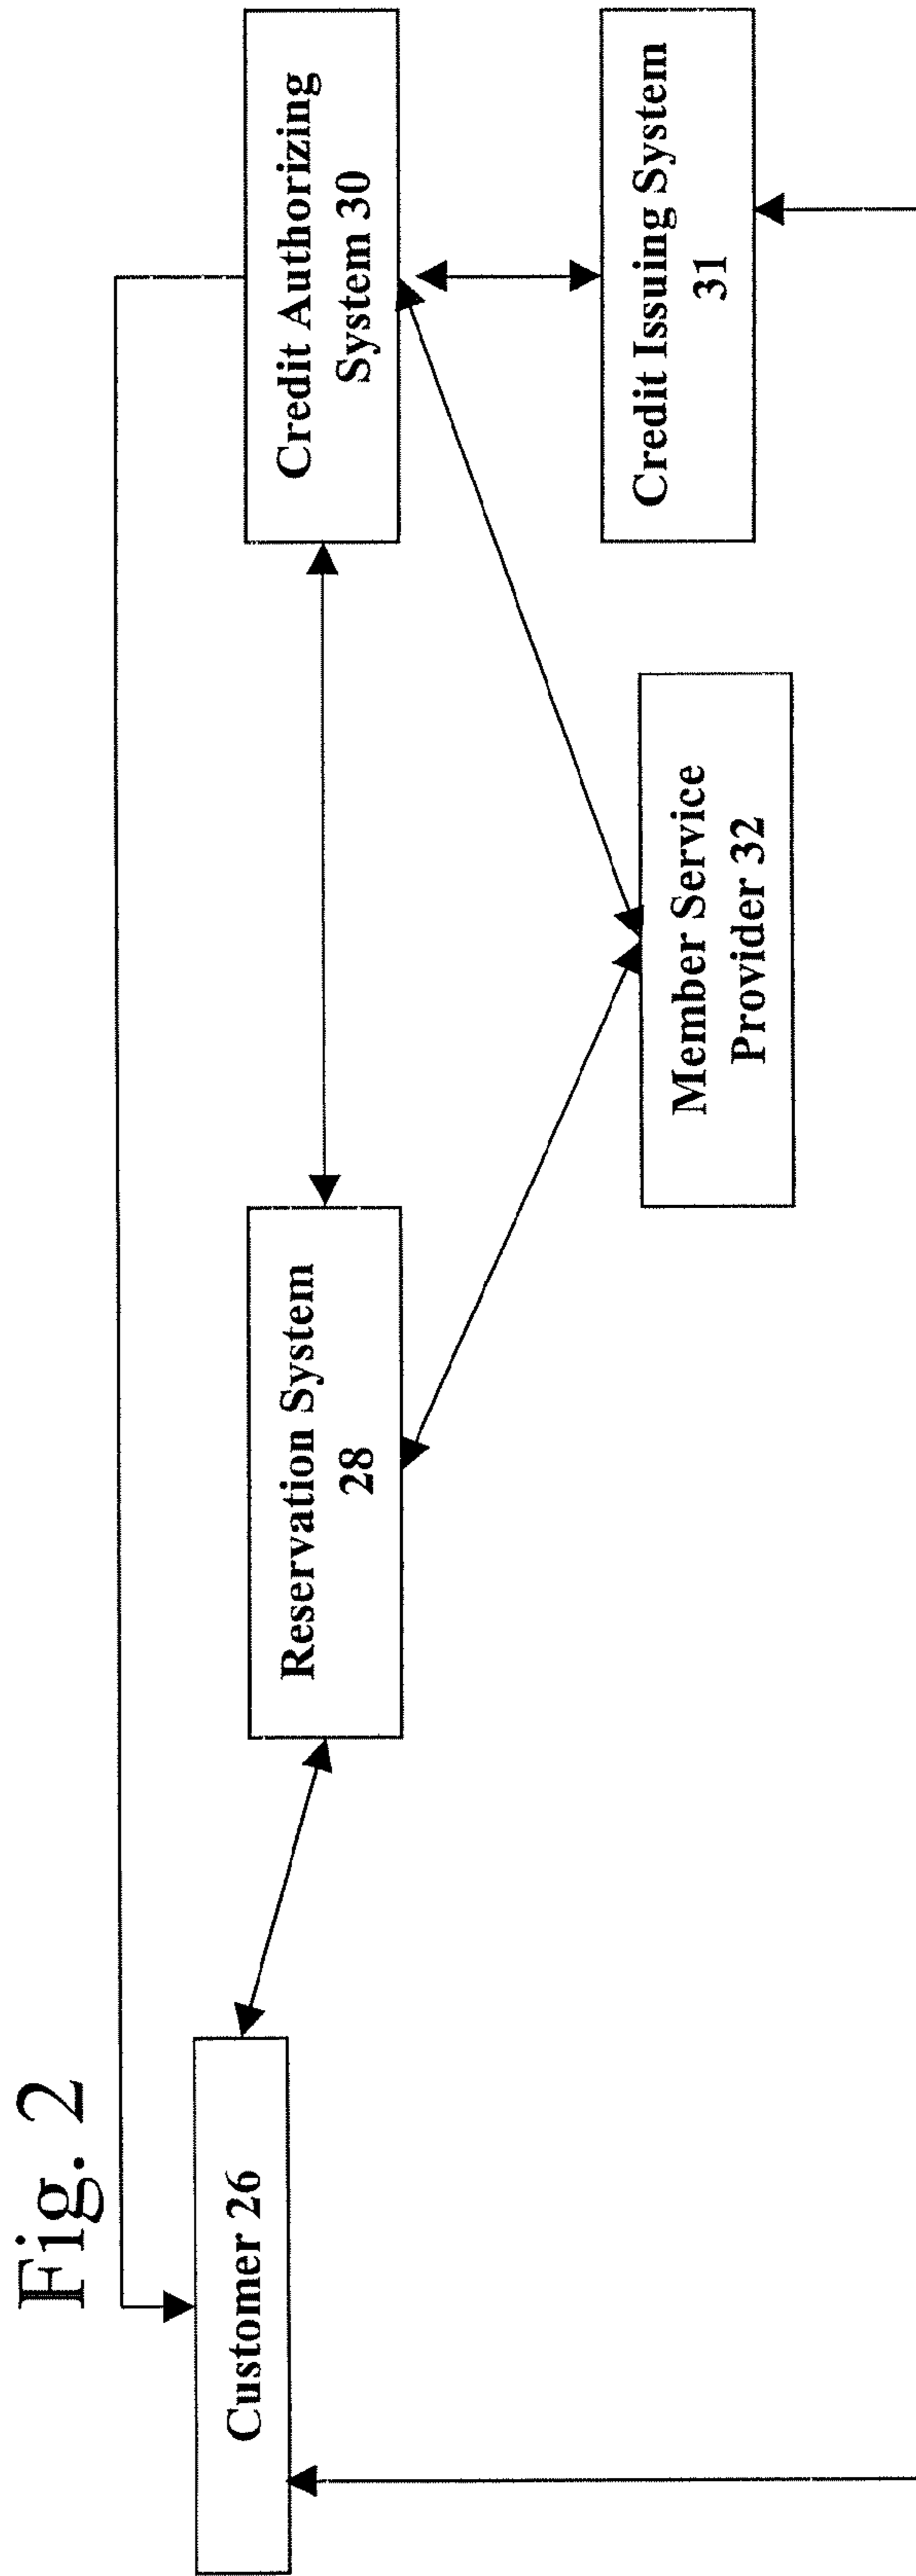 Fig. 2
Customer 26
Reservation System
28
Credit Authorizing
System 30
Member Service
Provider 32
Credit Issuing System
31